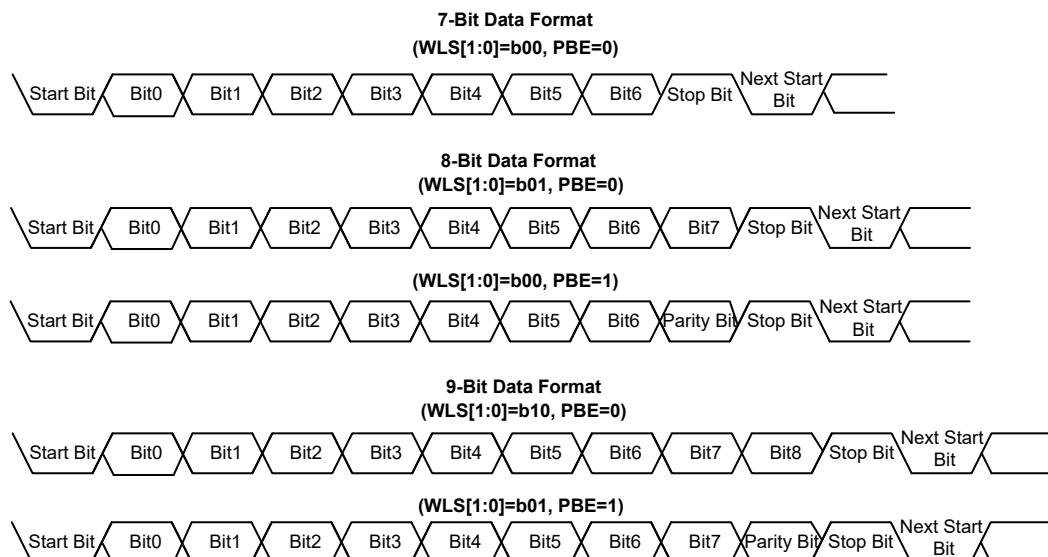 7-Bit Data Format
(WLS[1:0]=b00, PBE=0)
Start Bit Bit0 Bit1 Bit2 Bit3 Bit4 Bit5 Bit6 Stop Bit Next Start Bit
8-Bit Data Format
(WLS[1:0]=b01, PBE=0)
Start Bit Bit0 Bit1 Bit2 Bit3 Bit4 Bit5 Bit6 Bit7 Stop Bit Next Start Bit
(WLS[1:0]=b00, PBE=1)
Start Bit Bit0 Bit1 Bit2 Bit3 Bit4 Bit5 Bit6 Parity Bit Stop Bit Next Start Bit
9-Bit Data Format
(WLS[1:0]=b10, PBE=0)
Start Bit Bit0 Bit1 Bit2 Bit3 Bit4 Bit5 Bit6 Bit7 Bit8 Stop Bit Next Start Bit
(WLS[1:0]=b01, PBE=1)
Start Bit Bit0 Bit1 Bit2 Bit3 Bit4 Bit5 Bit6 Bit7 Parity Bit Stop Bit Next Start Bit